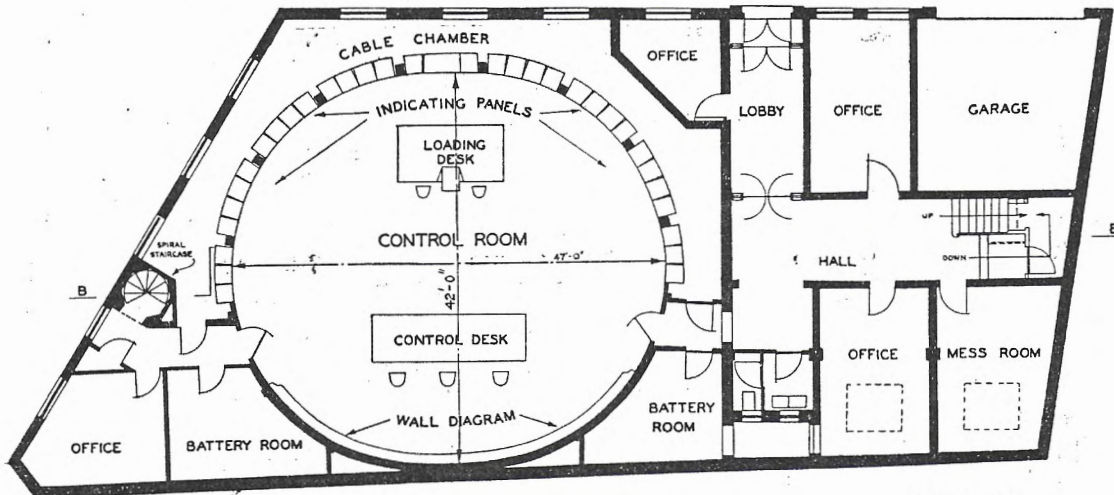 CABLE CHAMBER
OFFICE
LOBBY
OFFICE
GARAGE
INDICATING PANELS
LOADING
DESK
UP
SPIRAL
STAIRCASE
CONTROL ROOM
47'-0"
42'-0"
HALL
DOWN
B
CONTROL DESK
OFFICE
MESS ROOM
WALL DIAGRAM
BATTERY
ROOM
OFFICE
BATTERY ROOM